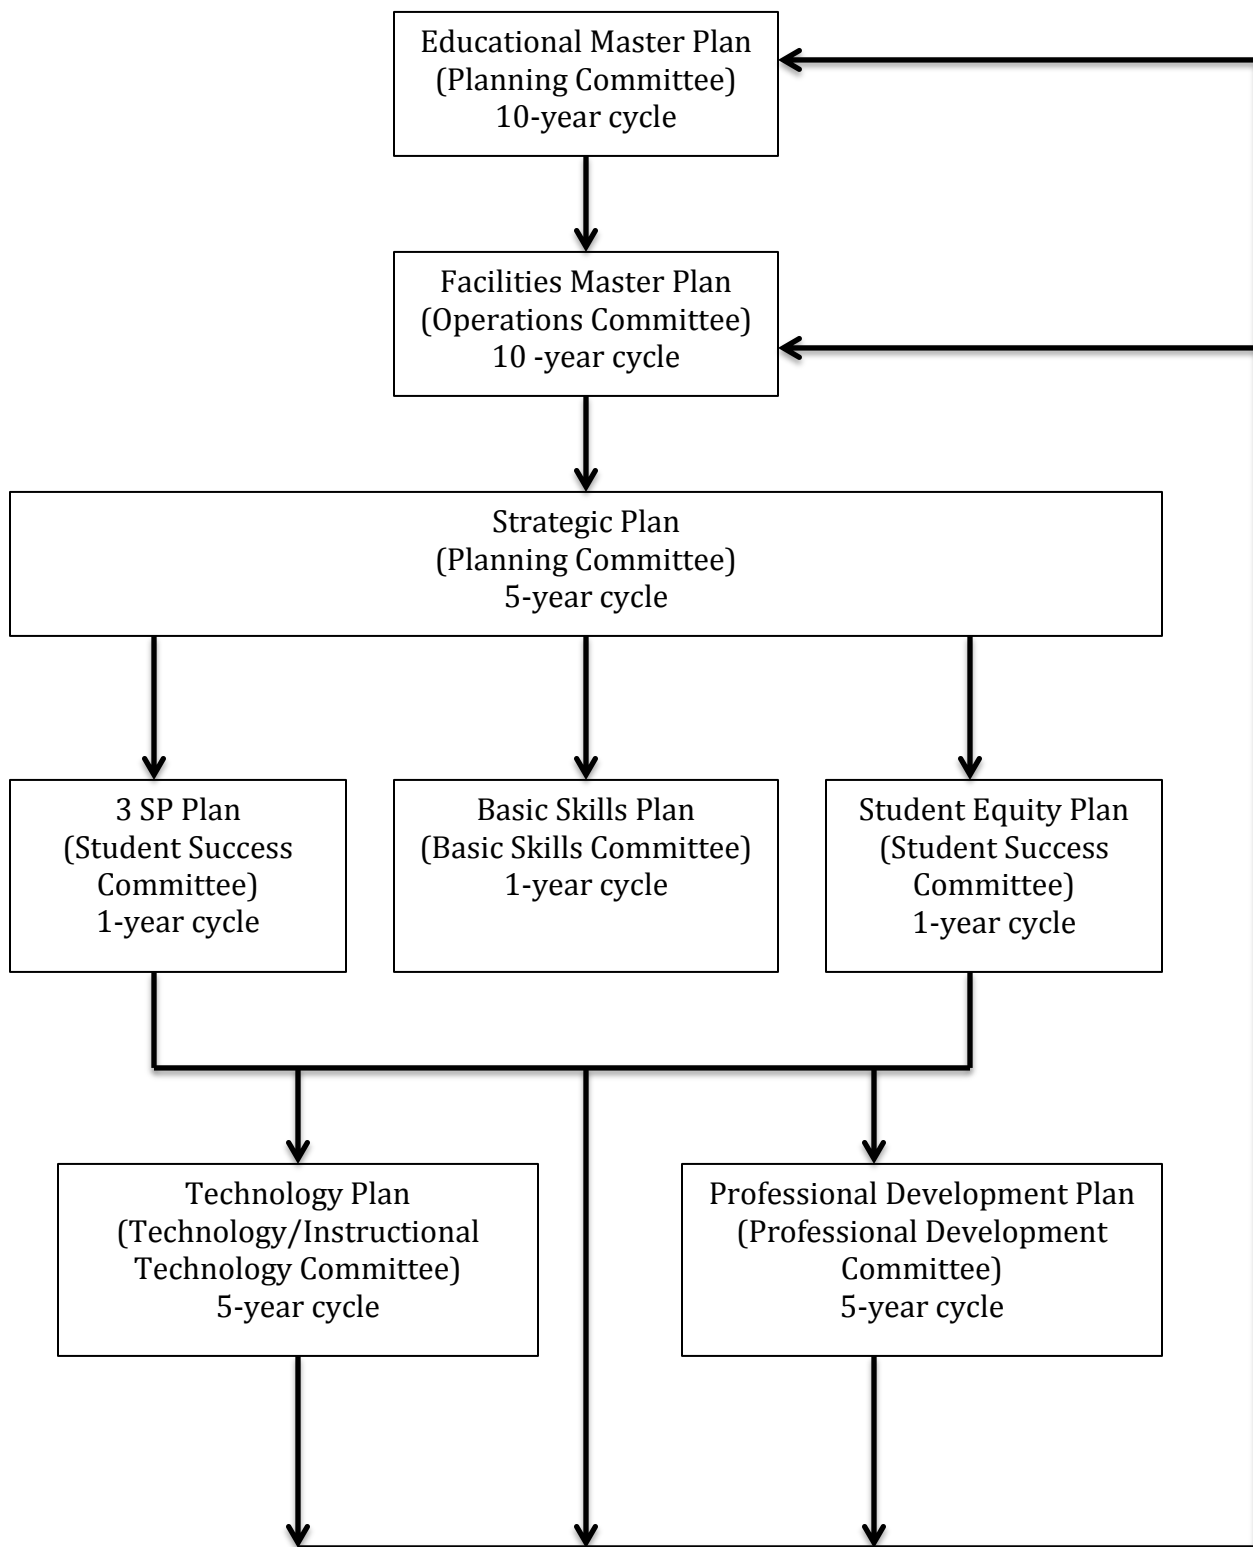 Educational Master Plan
(Planning Committee)
10-year cycle
Facilities Master Plan
(Operations Committee)
10 -year cycle
Strategic Plan
(Planning Committee)
5-year cycle
3 SP Plan
(Student Success
Committee)
1-year cycle
Basic Skills Plan
(Basic Skills Committee)
1-year cycle
Student Equity Plan
(Student Success
Committee)
1-year cycle
Technology Plan
(Technology/Instructional
Technology Committee)
5-year cycle
Professional Development Plan
(Professional Development
Committee)
5-year cycle